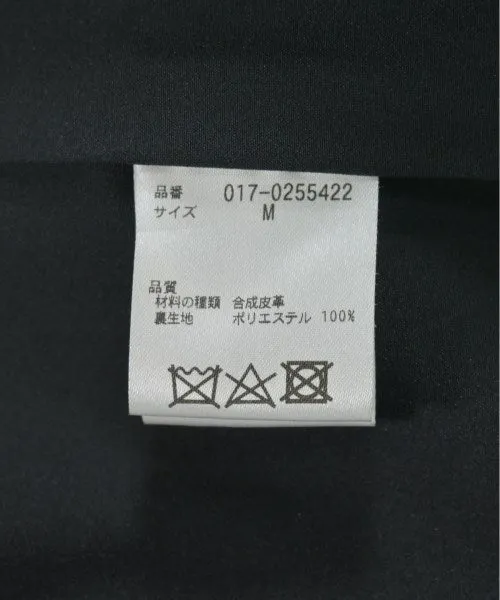 品番 017-0255422
サイズ M
品質
材料の種類 合成皮革
裏生地 ポリエステル 100%